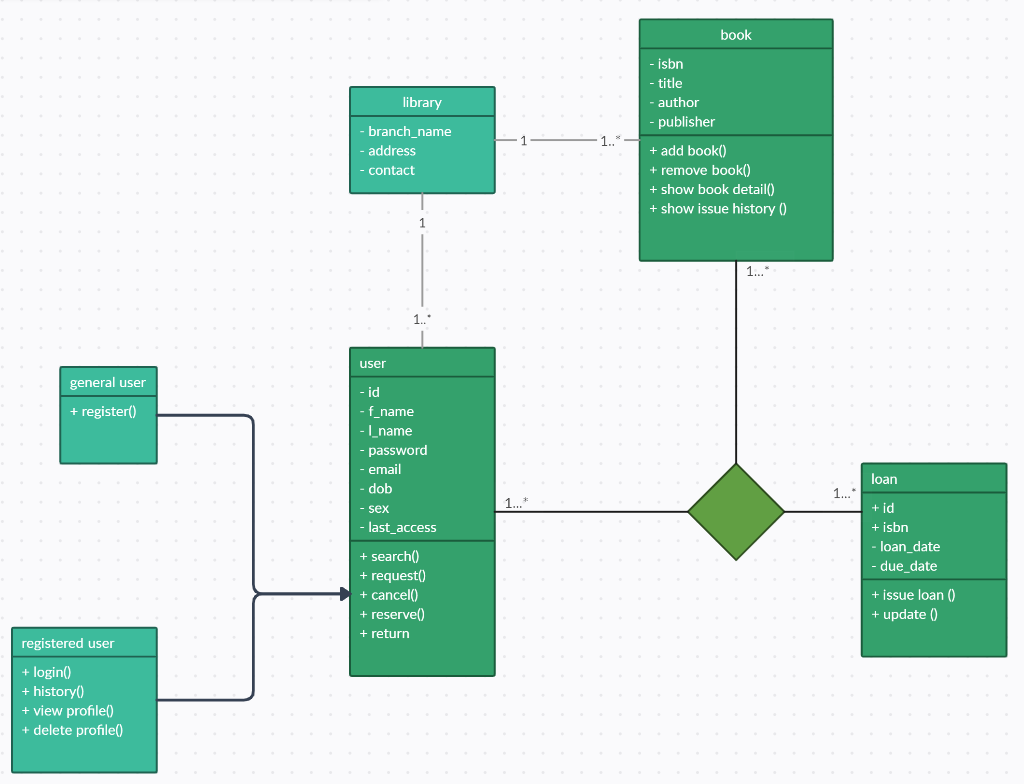 book
- isbn
- title
- author
- publisher
+ add book()
+ remove book()
+ show book detail()
+ show issue history ()
library
- branch_name
- address
- contact
1
1..*
1
1..*
1...*
user
- id
- f_name
- l_name
- password
- email
- dob
- sex
- last_access
+ search()
+ request()
+ cancel()
+ reserve()
+ return
general user
+ register()
1...*
1...*
loan
+ id
+ isbn
- loan_date
- due_date
+ issue loan ()
+ update ()
registered user
+ login()
+ history()
+ view profile()
+ delete profile()